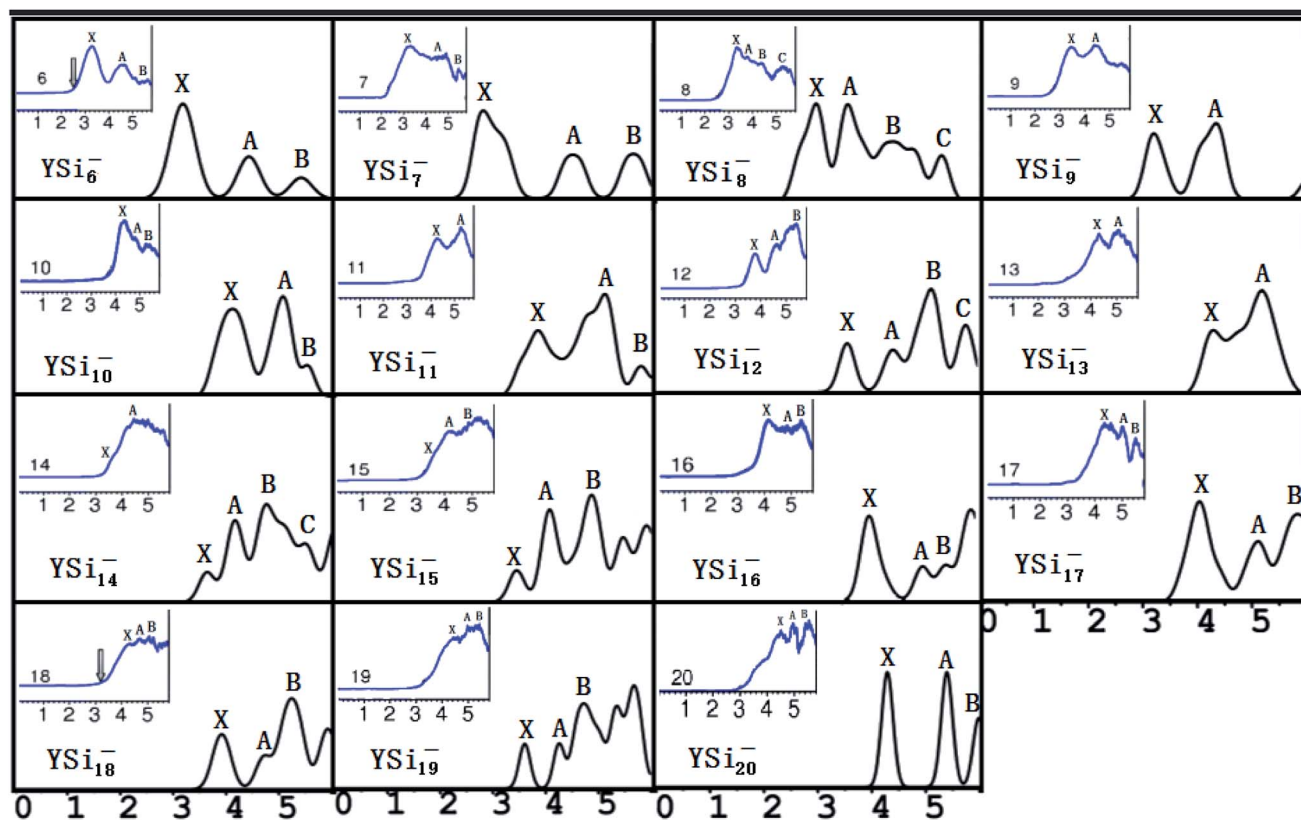 X A B
6
1 2 3 4 5
X A B
YSi₆⁻
X A B
7
1 2 3 4 5
X A B
YSi₇⁻
X A B C
8
1 2 3 4 5
X A B C
YSi₈⁻
X A
9
1 2 3 4 5
X A
YSi₉⁻
X A B
10
1 2 3 4 5
X A B
YSi₁₀⁻
X A
11
1 2 3 4 5
X A B
YSi₁₁⁻
X A B
12
1 2 3 4 5
X A B C
YSi₁₂⁻
X A
13
1 2 3 4 5
X A
YSi₁₃⁻
X A
14
1 2 3 4 5
X A B C
YSi₁₄⁻
X A B
15
1 2 3 4 5
X A B
YSi₁₅⁻
X A B
16
1 2 3 4 5
X A B
YSi₁₆⁻
X A B
17
1 2 3 4 5
X A B
YSi₁₇⁻
0 1 2 3 4 5
X A B
18
1 2 3 4 5
X A B
YSi₁₈⁻
0 1 2 3 4 5
X A B
19
1 2 3 4 5
X A B
YSi₁₉⁻
0 1 2 3 4 5
X A B
20
1 2 3 4 5
X A B
YSi₂₀⁻
0 1 2 3 4 5